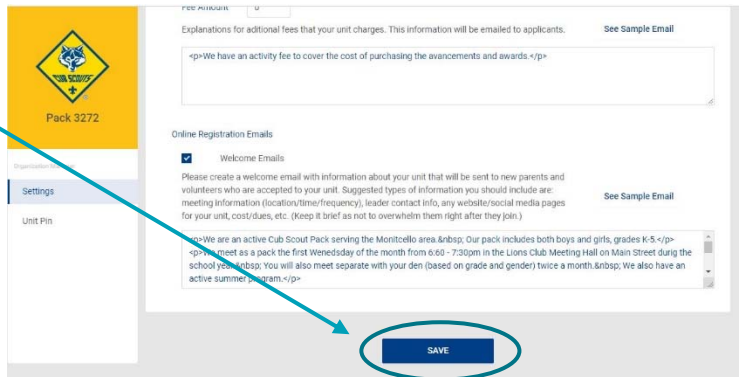 Fee Amount 0
Explanations for aditional fees that your unit charges. This information will be emailed to applicants.
See Sample Email
<p>We have an activity fee to cover the cost of purchasing the avancements and awards.</p>
CUB SCOUTS
Pack 3272
Online Registration Emails
Welcome Emails
Please create a welcome email with information about your unit that will be sent to new parents and
volunteers who are accepted to your unit. Suggested types of information you should include are:
meeting Information (location/time/frequency), leader contact info, any website/social media pages
for your unit, cost/dues, etc. (Keep it brief as not to overwhelm them right after they join.)
See Sample Email
Settings
Unit Pin
<p>We are an active Cub Scout Pack serving the Monitcello area.&nbsp; Our pack includes both boys and girls, grades K-5.</p>
<p>We meet as a pack the first Wenedsday of the month from 6:60 - 7:30pm in the Lions Club Meeting Hall on Main Street durig the
school year.&nbsp; You will also meet separate with your den (based on grade and gender) twice a month.&nbsp; We also have an
active summer program.</p>
SAVE